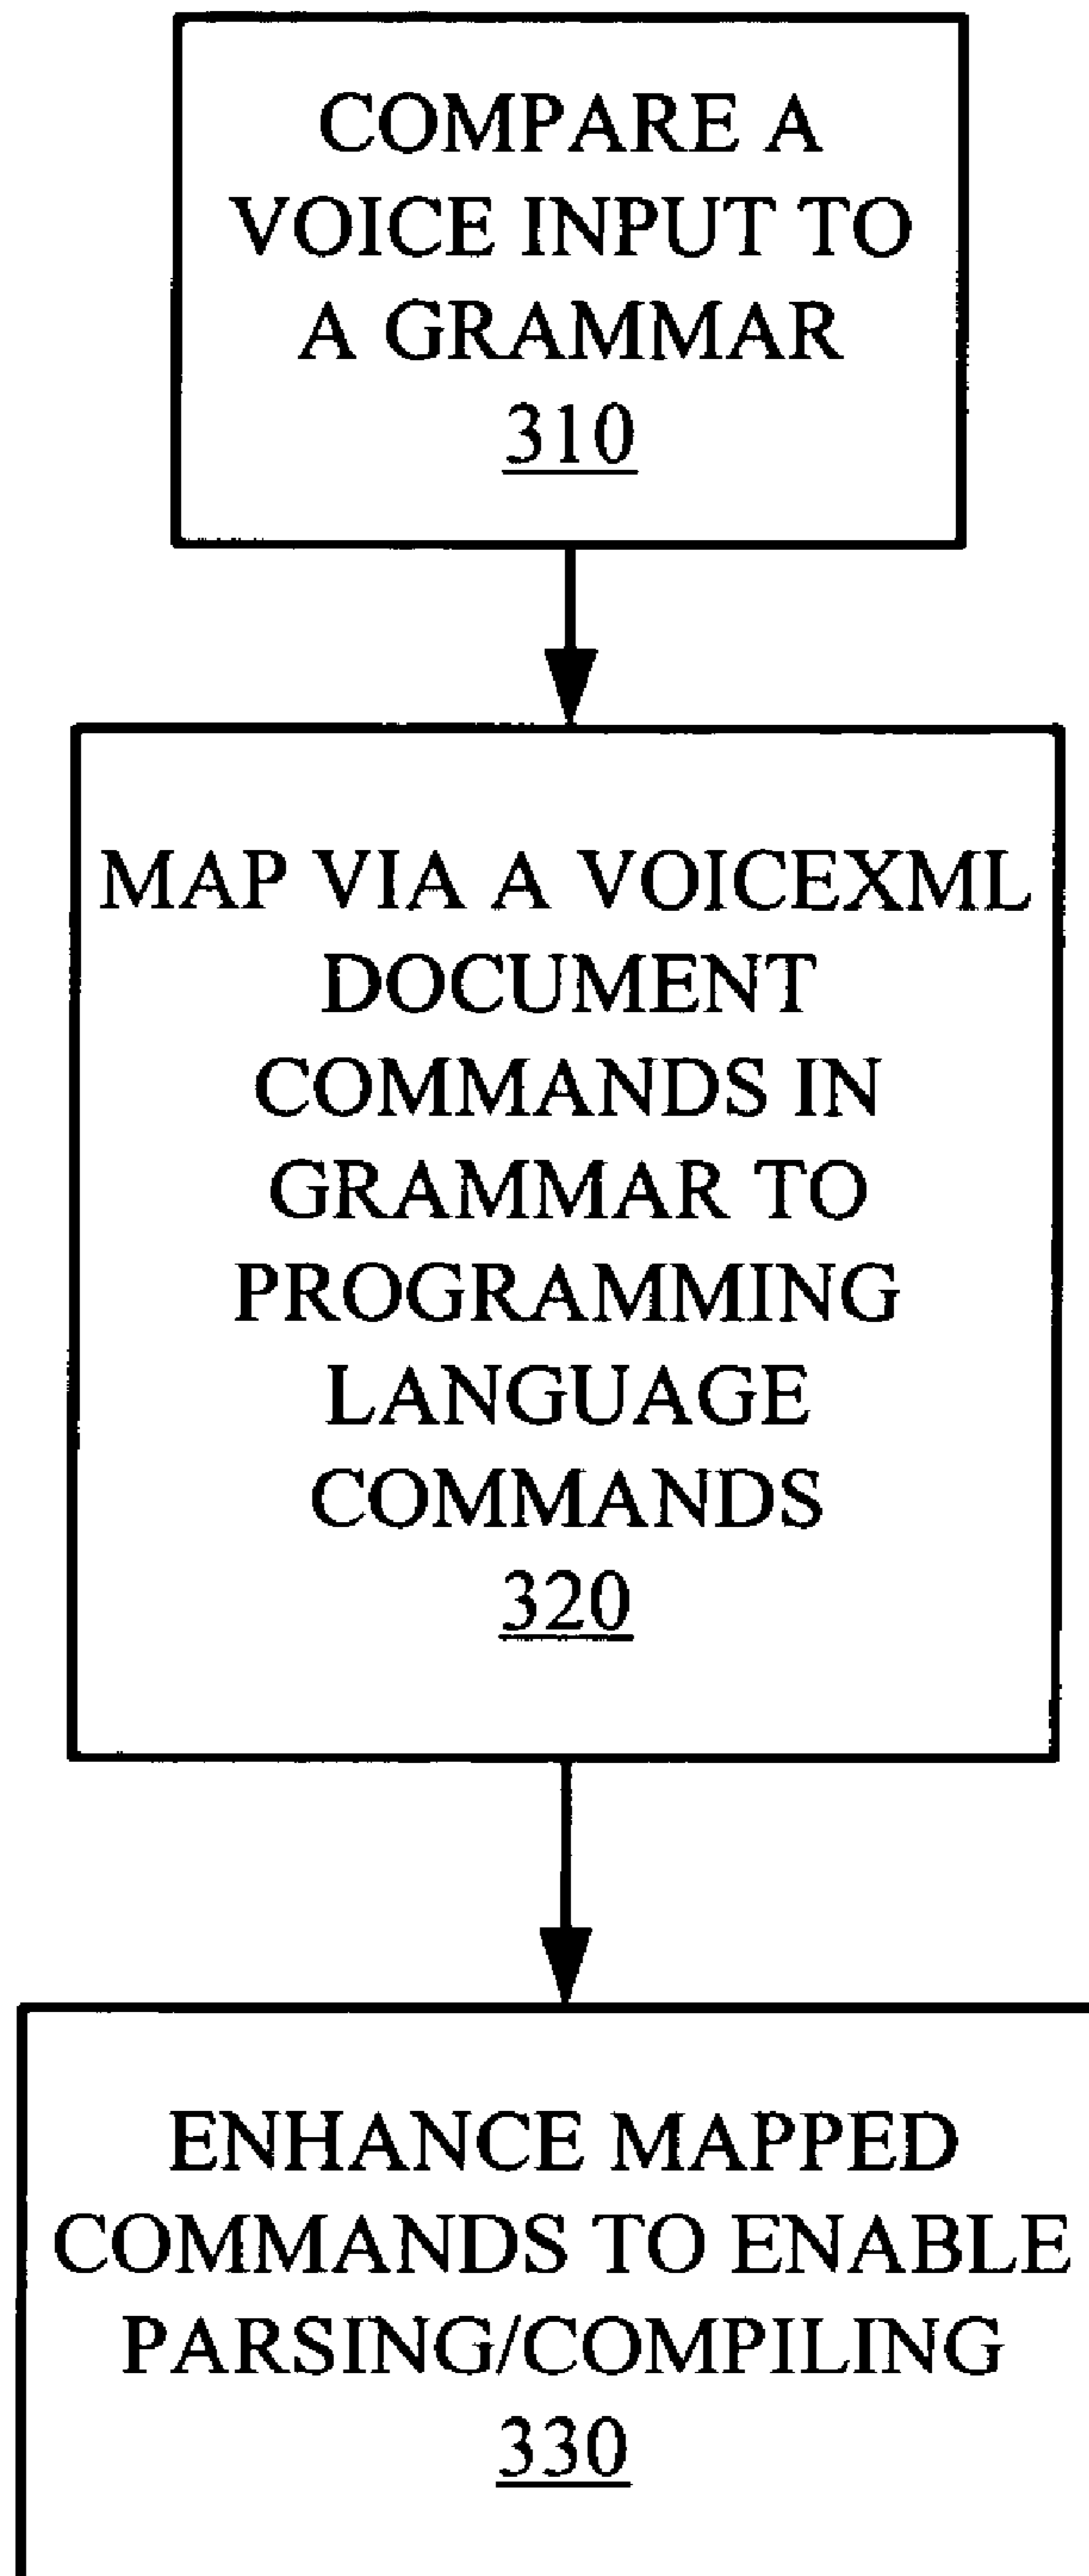 COMPARE A
VOICE INPUT TO
A GRAMMAR
310
MAP VIA A VOICEXML
DOCUMENT
COMMANDS IN
GRAMMAR TO
PROGRAMMING
LANGUAGE
COMMANDS
320
ENHANCE MAPPED
COMMANDS TO ENABLE
PARSING/COMPILING
330